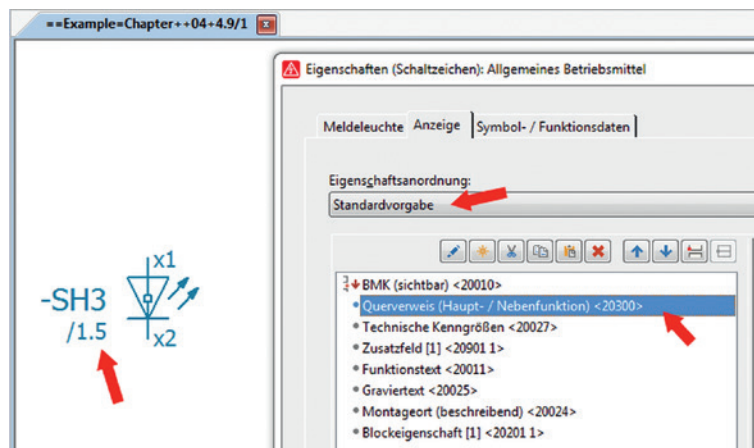 ==Example=Chapter++04+4.9/1
Eigenschaften (Schaltzeichen): Allgemeines Betriebsmittel
Meldeleuchte Anzeige Symbol- / Funktionsdaten
Eigenschaftsanordnung:
Standardvorgabe
BMK (sichtbar) <20010>
Querverweis (Haupt- / Nebenfunktion) <20300>
Technische Kenngrößen <20027>
Zusatzfeld [1] <20901 1>
Funktionstext <20011>
Graviertext <20025>
Montageort (beschreibend) <20024>
Blockeigenschaft [1] <20201 1>
x1
-SH3
/1.5
x2